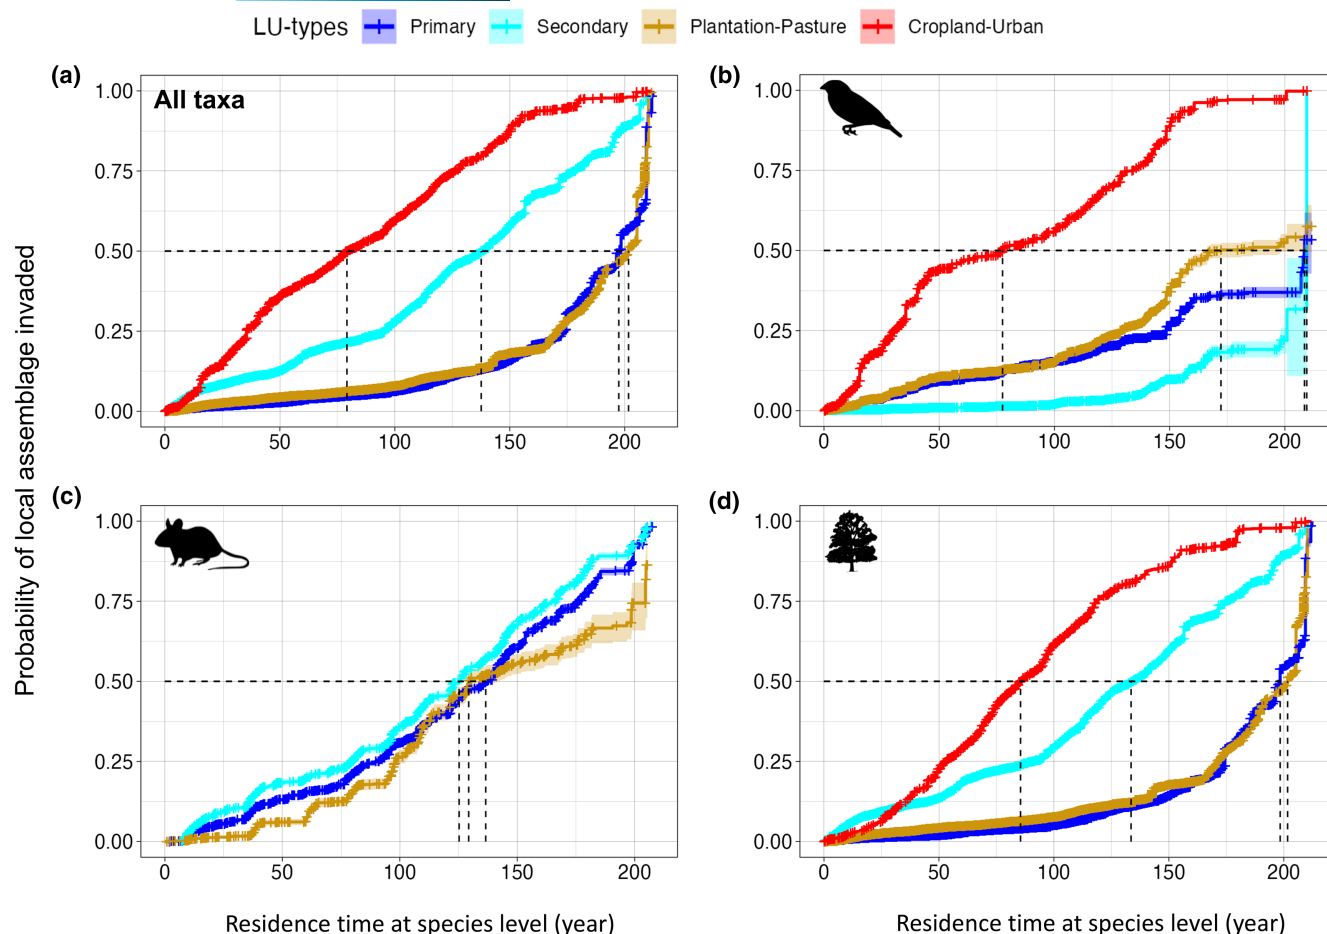 LU-types Primary Secondary Plantation-Pasture Cropland-Urban
(a)
All taxa
1.00
0.75
0.50
0.25
0.00
0 50 100 150 200
(b)
1.00
0.75
0.50
0.25
0.00
0 50 100 150 200
(c)
1.00
0.75
0.50
0.25
0.00
0 50 100 150 200
(d)
1.00
0.75
0.50
0.25
0.00
0 50 100 150 200
Probability of local assemblage invaded
Residence time at species level (year)
Residence time at species level (year)